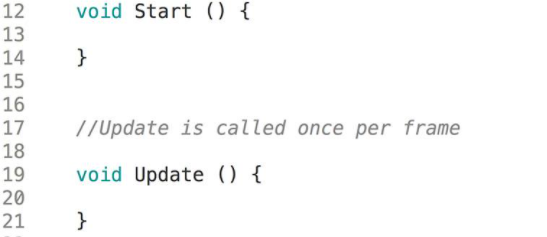 12 void Start () {
13
14 }
15
16
17 //Update is called once per frame
18
19 void Update () {
20
21 }